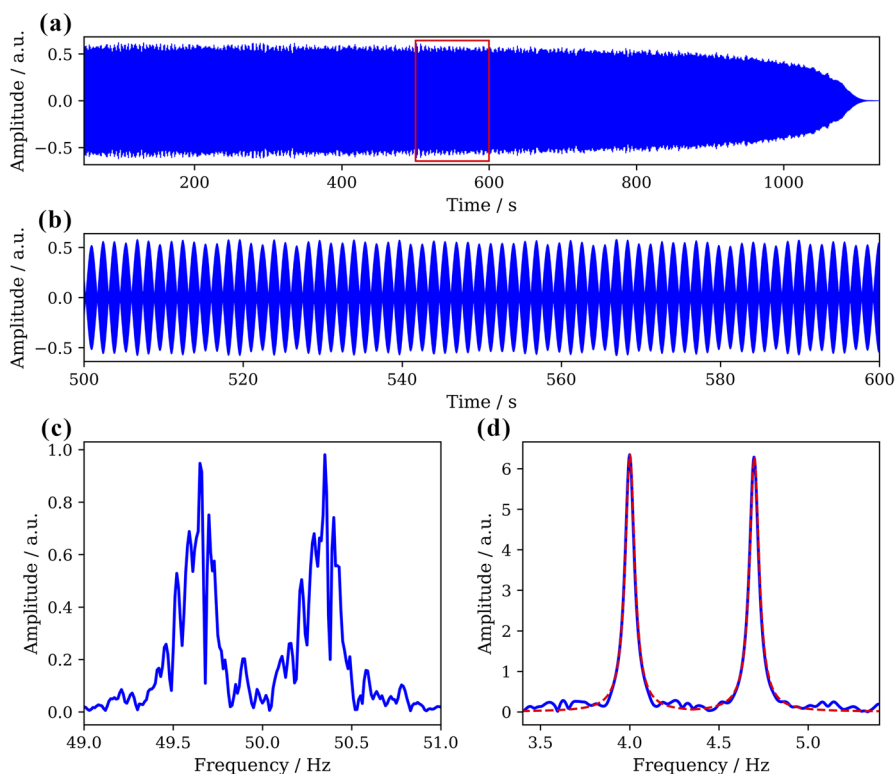 (a)
Amplitude / a.u.
0.5
0.0
−0.5
200 400 600 800 1000
Time / s
(b)
Amplitude / a.u.
0.5
0.0
−0.5
500 520 540 560 580 600
Time / s
(c)
Amplitude / a.u.
1.0
0.8
0.6
0.4
0.2
0.0
49.0 49.5 50.0 50.5 51.0
Frequency / Hz
(d)
Amplitude / a.u.
6
5
4
3
2
1
0
3.5 4.0 4.5 5.0
Frequency / Hz